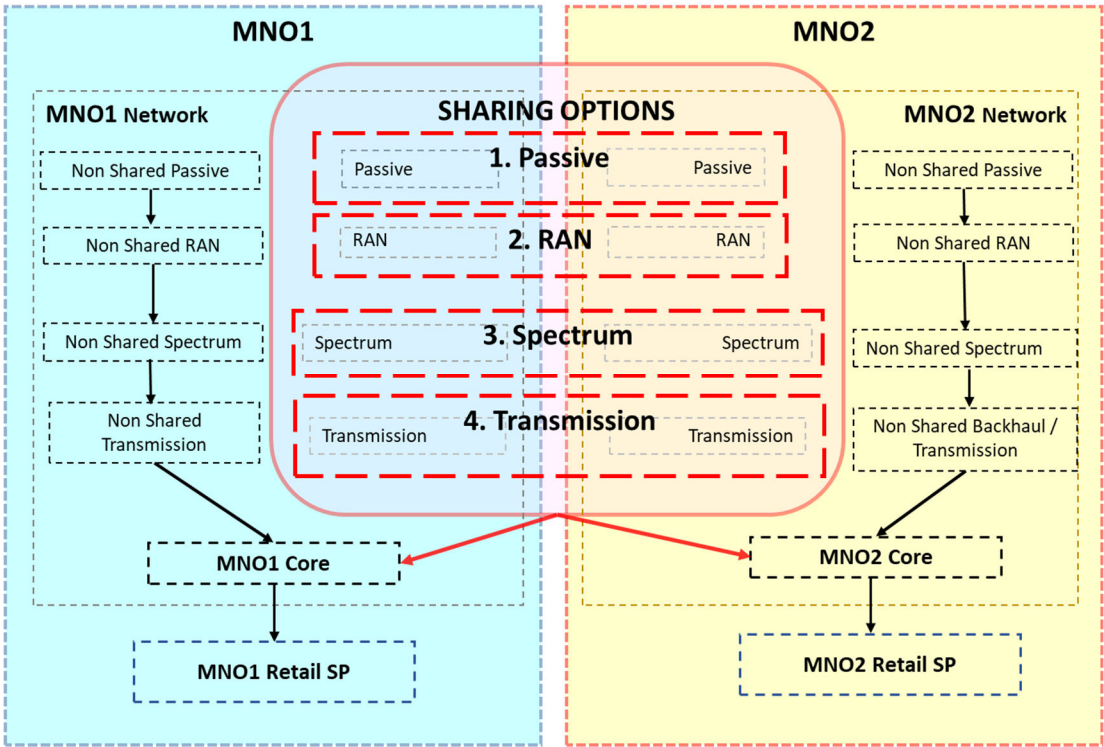 MNO1
MNO2
SHARING OPTIONS
MNO1 Network
MNO2 Network
Non Shared Passive
1. Passive
Passive
Passive
Non Shared Passive
Non Shared RAN
2. RAN
RAN
RAN
Non Shared RAN
Non Shared Spectrum
3. Spectrum
Spectrum
Spectrum
Non Shared Spectrum
Non Shared
Transmission
4. Transmission
Transmission
Transmission
Non Shared Backhaul /
Transmission
MNO1 Core
MNO2 Core
MNO1 Retail SP
MNO2 Retail SP